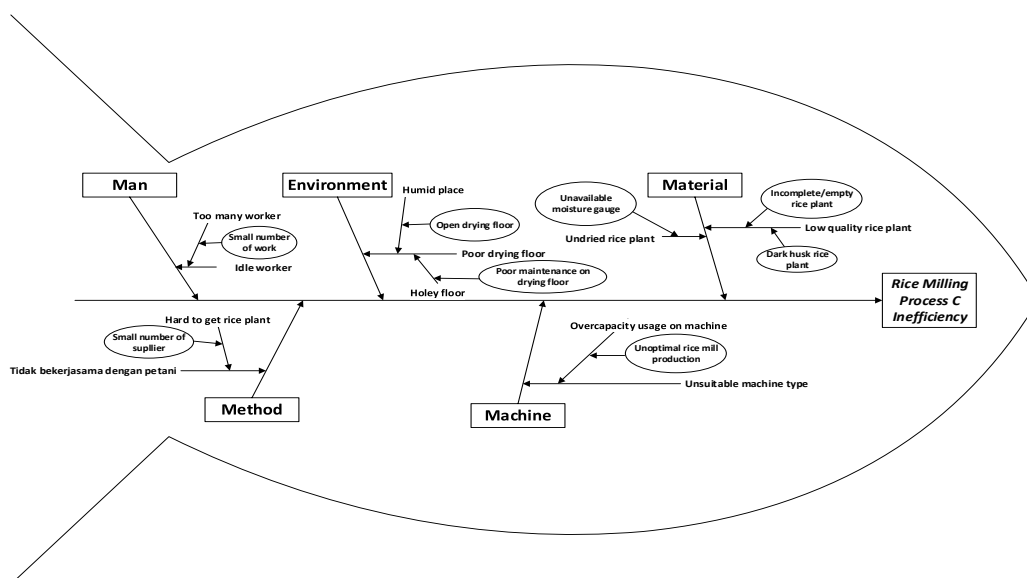 Man
Environment
Material
Humid place
Open drying floor
Poor drying floor
Poor maintenance on
drying floor
Holey floor
Too many worker
Small number
of work
Idle worker
Unavailable
moisture gauge
Undried rice plant
Incomplete/empty
rice plant
Low quality rice plant
Dark husk rice
plant
Rice Milling
Process C
Inefficiency
Hard to get rice plant
Small number of
supllier
Tidak bekerjasama dengan petani
Method
Overcapacity usage on machine
Unoptimal rice mill
production
Unsuitable machine type
Machine